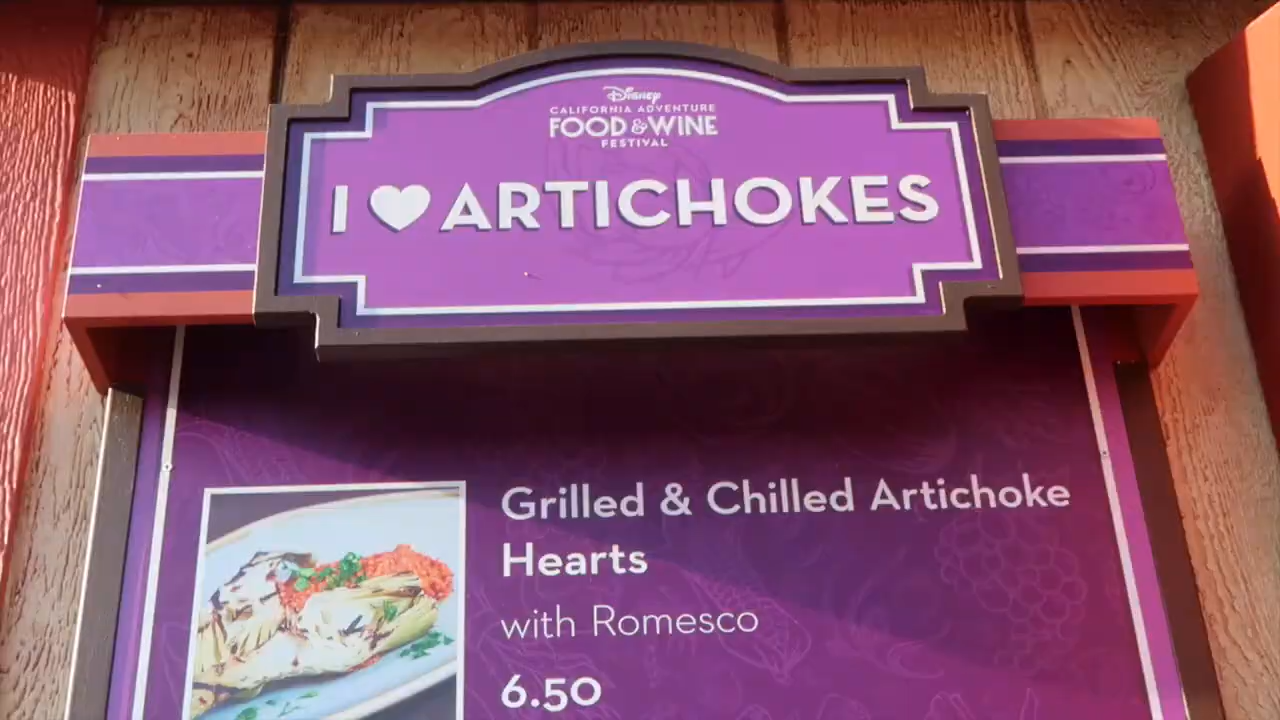 Disney
CALIFORNIA ADVENTURE
FOOD & WINE
FESTIVAL
I ♥ ARTICHOKES
Grilled & Chilled Artichoke
Hearts
with Romesco
6.50